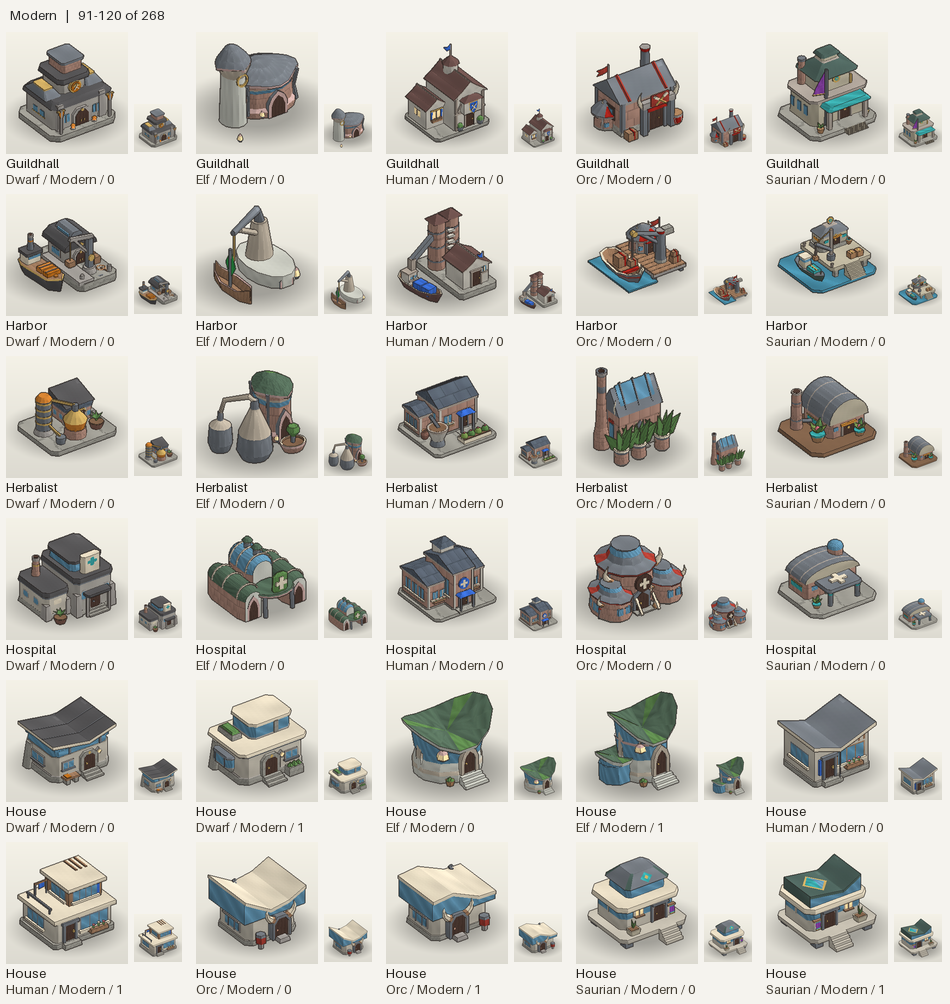 Modern | 91-120 of 268
Guildhall
Dwarf / Modern / 0
Guildhall
Elf / Modern / 0
Guildhall
Human / Modern / 0
Guildhall
Orc / Modern / 0
Guildhall
Saurian / Modern / 0
Harbor
Dwarf / Modern / 0
Harbor
Elf / Modern / 0
Harbor
Human / Modern / 0
Harbor
Orc / Modern / 0
Harbor
Saurian / Modern / 0
Herbalist
Dwarf / Modern / 0
Herbalist
Elf / Modern / 0
Herbalist
Human / Modern / 0
Herbalist
Orc / Modern / 0
Herbalist
Saurian / Modern / 0
Hospital
Dwarf / Modern / 0
Hospital
Elf / Modern / 0
Hospital
Human / Modern / 0
Hospital
Orc / Modern / 0
Hospital
Saurian / Modern / 0
House
Dwarf / Modern / 0
House
Dwarf / Modern / 1
House
Elf / Modern / 0
House
Elf / Modern / 1
House
Human / Modern / 0
House
Human / Modern / 1
House
Orc / Modern / 0
House
Orc / Modern / 1
House
Saurian / Modern / 0
House
Saurian / Modern / 1